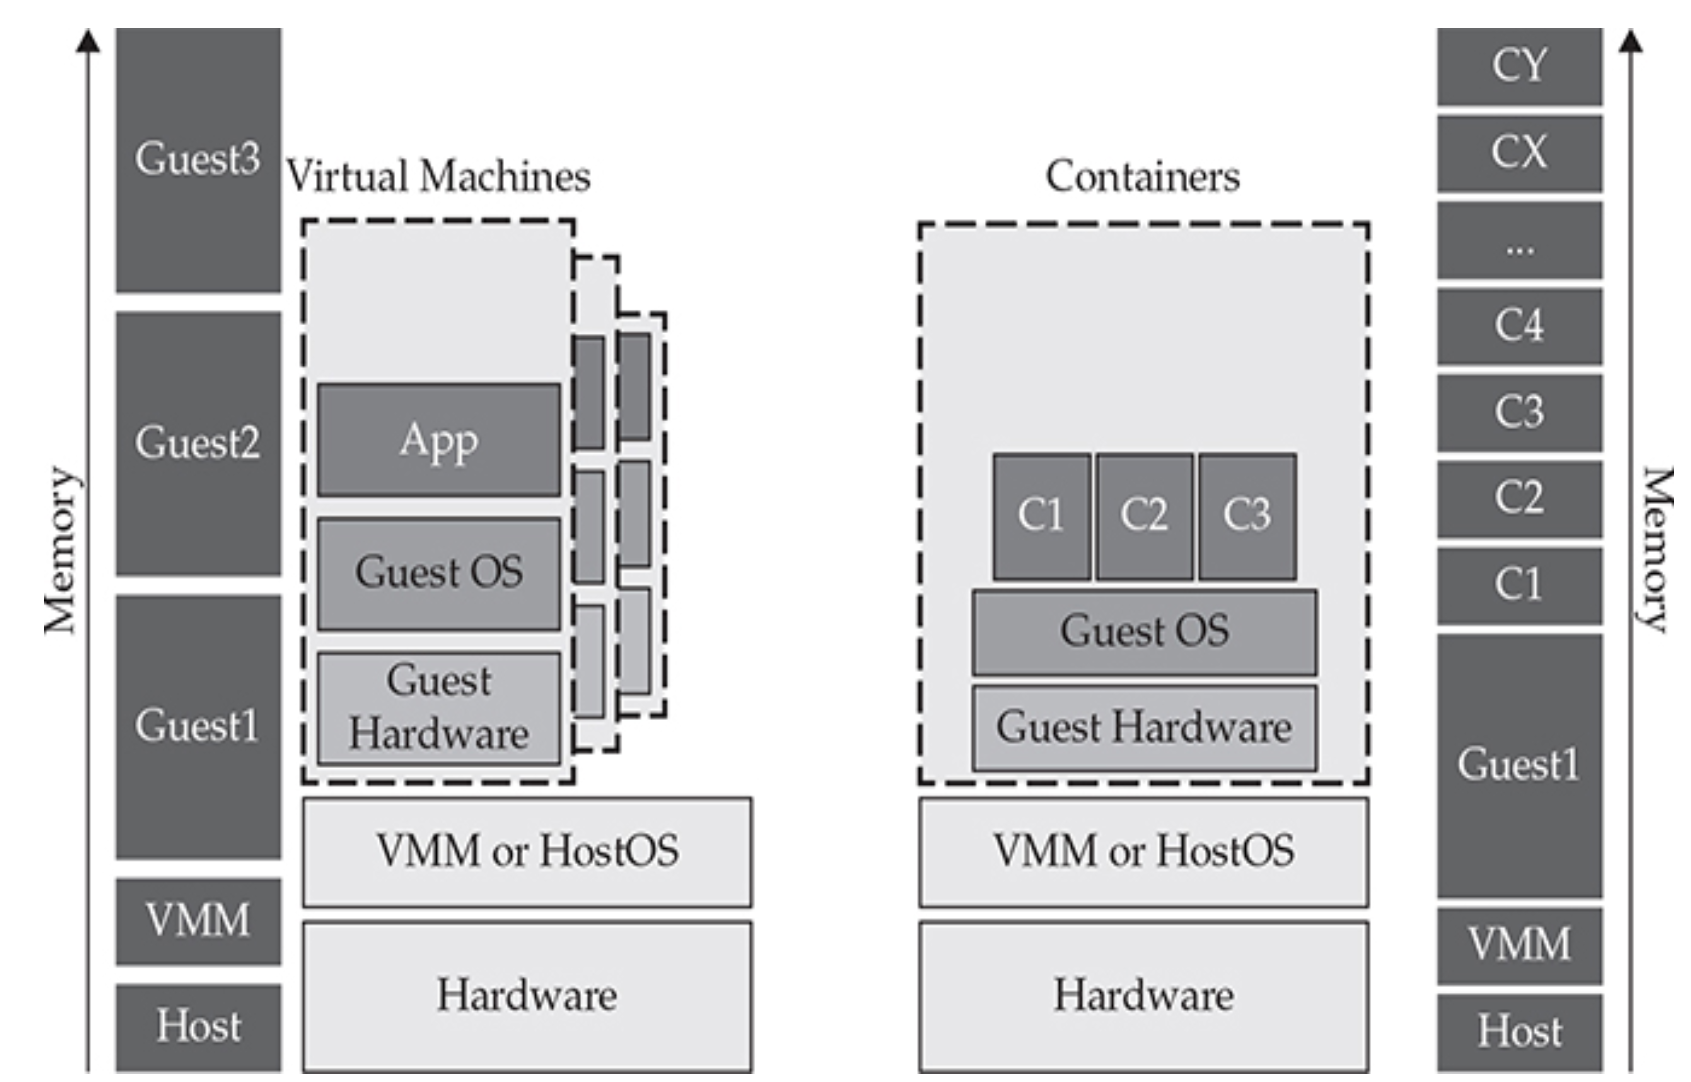 Memory
Guest3
Guest2
Guest1
VMM
Host
Virtual Machines
App
Guest OS
Guest
Hardware
VMM or HostOS
Hardware
Containers
C1 C2 C3
Guest OS
Guest Hardware
VMM or HostOS
Hardware
CY
CX
...
C4
C3
C2
C1
Guest1
VMM
Host
Memory